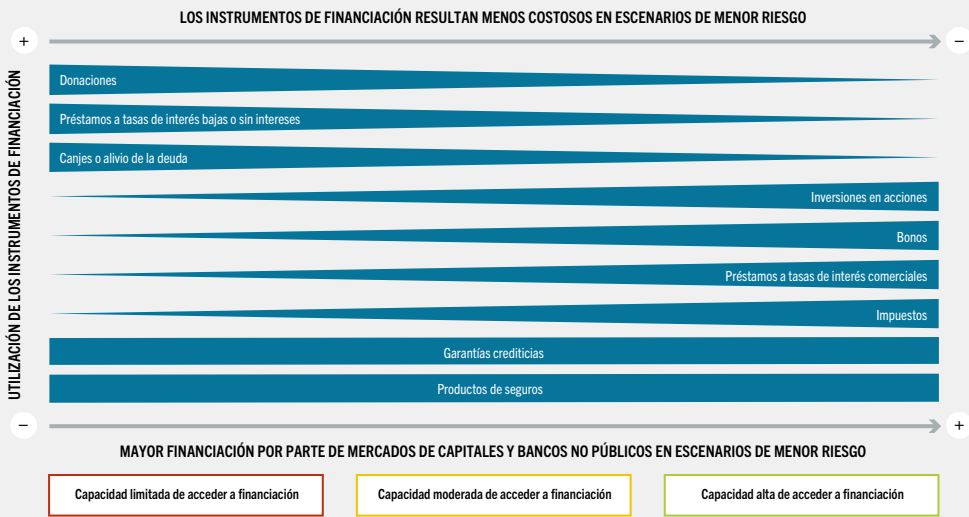 LOS INSTRUMENTOS DE FINANCIACIÓN RESULTAN MENOS COSTOSOS EN ESCENARIOS DE MENOR RIESGO
+
−
UTILIZACIÓN DE LOS INSTRUMENTOS DE FINANCIACIÓN
Donaciones
Préstamos a tasas de interés bajas o sin intereses
Canjes o alivio de la deuda
Inversiones en acciones
Bonos
Préstamos a tasas de interés comerciales
Impuestos
Garantías crediticias
Productos de seguros
−
+
MAYOR FINANCIACIÓN POR PARTE DE MERCADOS DE CAPITALES Y BANCOS NO PÚBLICOS EN ESCENARIOS DE MENOR RIESGO
Capacidad limitada de acceder a financiación
Capacidad moderada de acceder a financiación
Capacidad alta de acceder a financiación